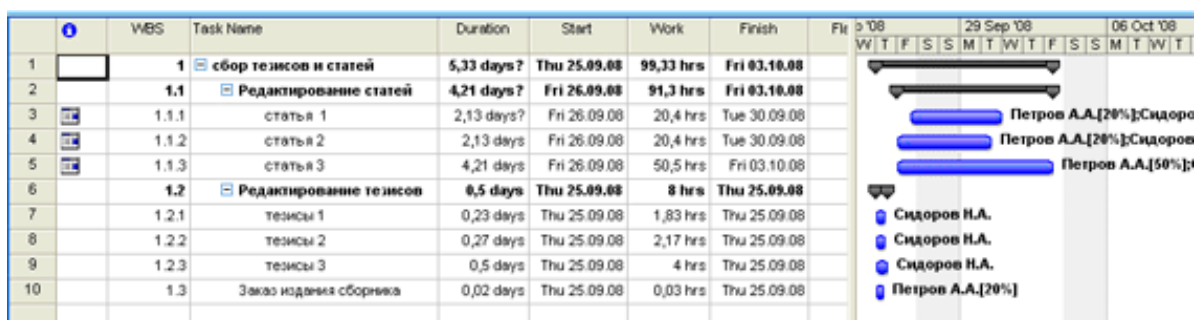 WBS Task Name Duration Start Work Finish '08 29 Sep '08 06 Oct '08
W T F S S M T W T F S S M T W T
1 1 сбор тезисов и статей 5,33 days? Thu 25.09.08 99,33 hrs Fri 03.10.08
2 1.1 Редактирование статей 4,21 days? Fri 26.09.08 91,3 hrs Fri 03.10.08
3 1.1.1 статья 1 2,13 days? Fri 26.09.08 20,4 hrs Tue 30.09.08 Петров А.А.[20%];Сидоро
4 1.1.2 статья 2 2,13 days Fri 26.09.08 20,4 hrs Tue 30.09.08 Петров А.А.[20%];Сидоров
5 1.1.3 статья 3 4,21 days Fri 26.09.08 50,5 hrs Fri 03.10.08 Петров А.А.[50%];
6 1.2 Редактирование тезисов 0,5 days Thu 25.09.08 8 hrs Thu 25.09.08
7 1.2.1 тезисы 1 0,23 days Thu 25.09.08 1,83 hrs Thu 25.09.08 Сидоров Н.А.
8 1.2.2 тезисы 2 0,27 days Thu 25.09.08 2,17 hrs Thu 25.09.08 Сидоров Н.А.
9 1.2.3 тезисы 3 0,5 days Thu 25.09.08 4 hrs Thu 25.09.08 Сидоров Н.А.
10 1.3 Заказ издания сборника 0,02 days Thu 25.09.08 0,03 hrs Thu 25.09.08 Петров А.А.[20%]